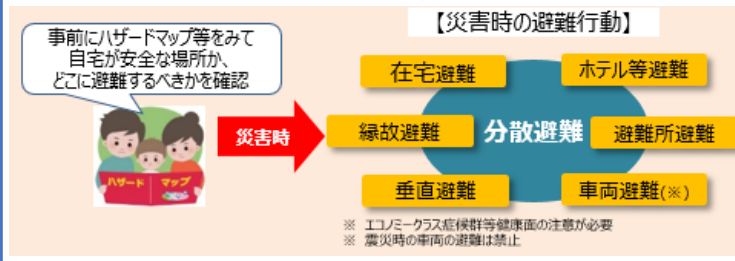 【災害時の避難行動】
事前にハザードマップ等をみて
自宅が安全な場所か、
どこに避難するべきかを確認
ハザード マップ
災害時
在宅避難
ホテル等避難
縁故避難
分散避難
避難所避難
垂直避難
車両避難(※)
※ エコノミークラス症候群等健康面の注意が必要
※ 震災時の車両の避難は禁止